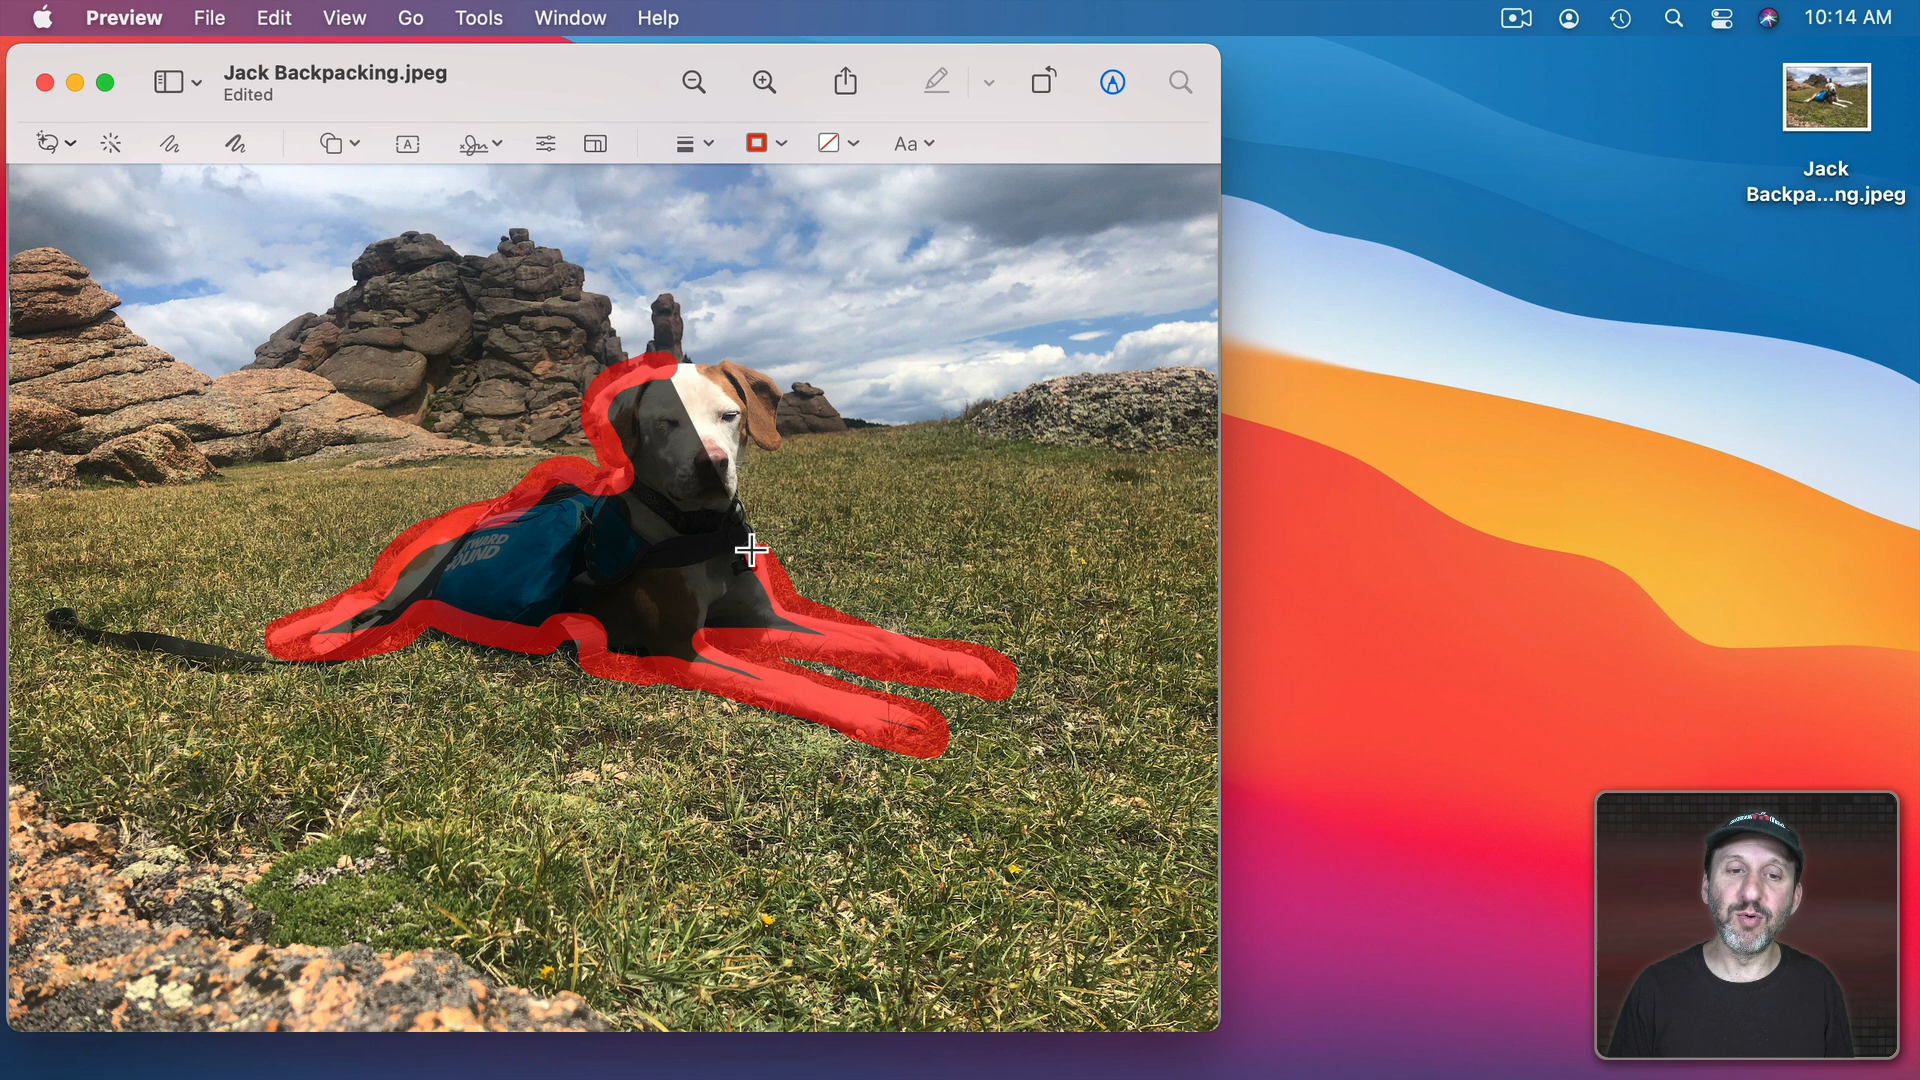 Preview File Edit View Go Tools Window Help 10:14 AM
Jack Backpacking.jpeg
Edited
A
Aa
Jack
Backpa...ng.jpeg
OUND